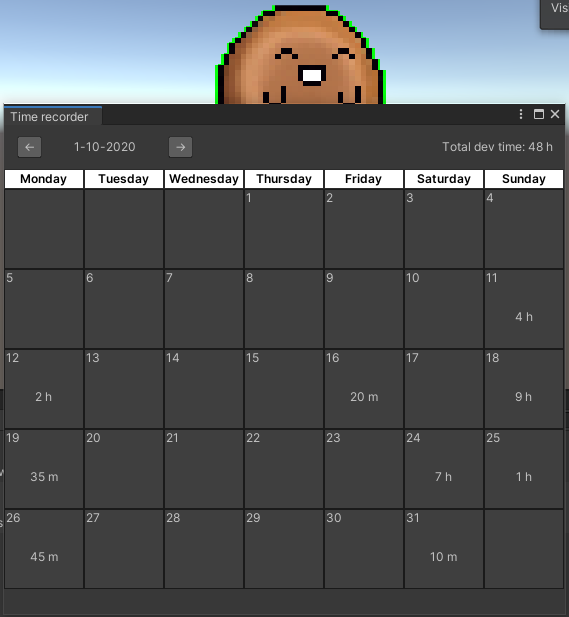 Vis
Time recorder
← 1-10-2020 → Total dev time: 48 h
Monday Tuesday Wednesday Thursday Friday Saturday Sunday
1 2 3 4
5 6 7 8 9 10 11
4 h
12 13 14 15 16 17 18
2 h 20 m 9 h
19 20 21 22 23 24 25
35 m 7 h 1 h
26 27 28 29 30 31
45 m 10 m